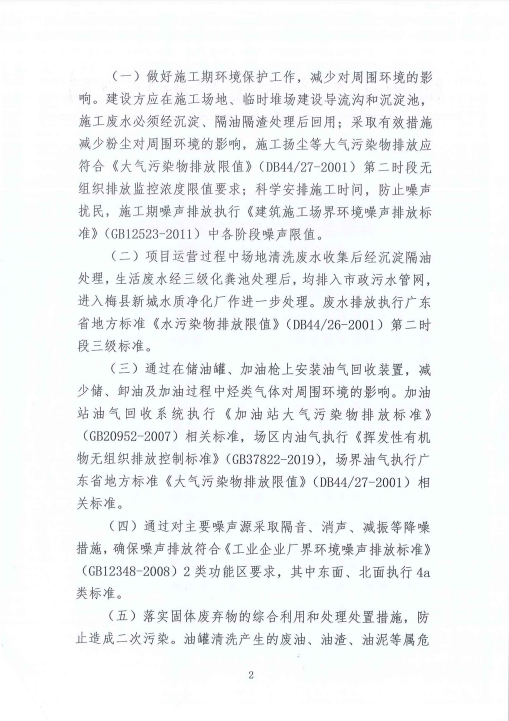 （一）做好施工期环境保护工作，减少对周围环境的影
响。建设方应在施工场地、临时堆场建设导流沟和沉淀池，
施工废水必须经沉淀、隔油隔渣处理后回用；采取有效措施
减少粉尘对周围环境的影响，施工扬尘等大气污染物排放应
符合《大气污染物排放限值》（DB44/27-2001）第二时段无
组织排放监控浓度限值要求；科学安排施工时间，防止噪声
扰民，施工期噪声排放执行《建筑施工场界环境噪声排放标
准》（GB12523-2011）中各阶段噪声限值。
（二）项目运营过程中场地清洗废水收集后经沉淀隔油
处理，生活废水经三级化粪池处理后，均排入市政污水管网，
进入梅县新城水质净化厂作进一步处理。废水排放执行广东
省地方标准《水污染物排放限值》（DB44/26-2001）第二时
段三级标准。
（三）通过在储油罐、加油枪上安装油气回收装置，减
少储、卸油及加油过程中烃类气体对周围环境的影响。加油
站油气回收系统执行《加油站大气污染物排放标准》
（GB20952-2007）相关标准，场区内油气执行《挥发性有机
物无组织排放控制标准》（GB37822-2019），场界油气执行广
东省地方标准《大气污染物排放限值》（DB44/27-2001）相
关标准。
（四）通过对主要噪声源采取隔音、消声、减振等降噪
措施，确保噪声排放符合《工业企业厂界环境噪声排放标准》
（GB12348-2008）2 类功能区要求，其中东面、北面执行 4a
类标准。
（五）落实固体废弃物的综合利用和处理处置措施，防
止造成二次污染。油罐清洗产生的废油、油渣、油泥等属危
2